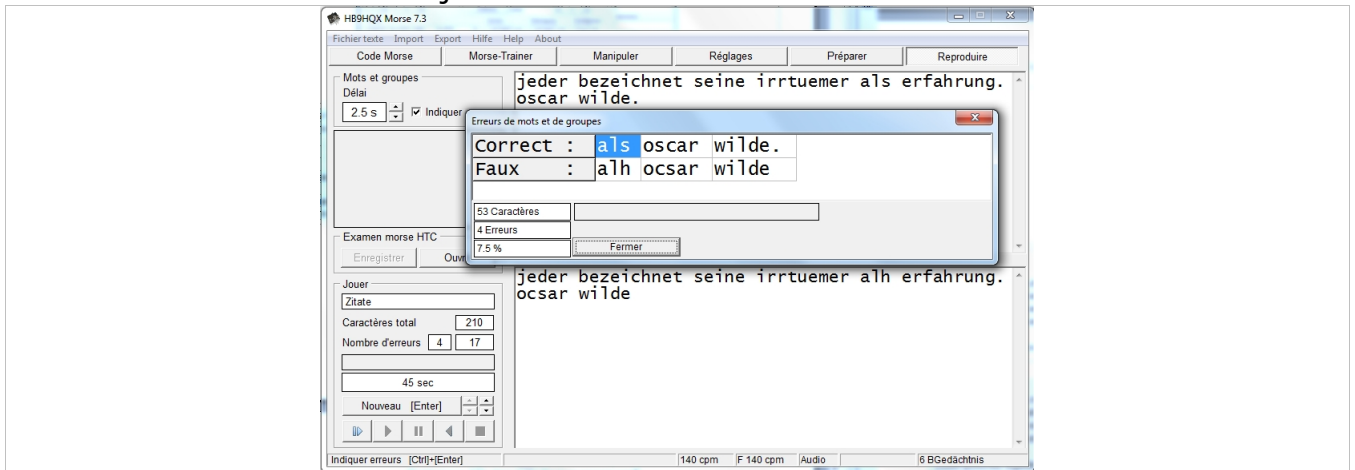 HB9HQX Morse 7.3
Fichier texte Import Export Hilfe Help About
Code Morse Morse-Trainer Manipuler Réglages Préparer Reproduire
Mots et groupes
Délai
2.5 s Indiquer
jeder bezeichnet seine irrtuemer als erfahrung.
oscar wilde.
Erreurs de mots et de groupes
Correct : als oscar wilde.
Faux : alh ocsar wilde
53 Caractères
4 Erreurs
7.5 %
Fermer
Examen morse HTC
Enregistrer
jeder bezeichnet seine irrtuemer alh erfahrung.
ocsar wilde
Jouer
Zitate
Caractères total 210
Nombre d'erreurs 4 17
45 sec
Nouveau [Enter]
Indiquer erreurs [Ctrl]+[Enter] 140 cpm F 140 cpm Audio 6 BGedächtnis